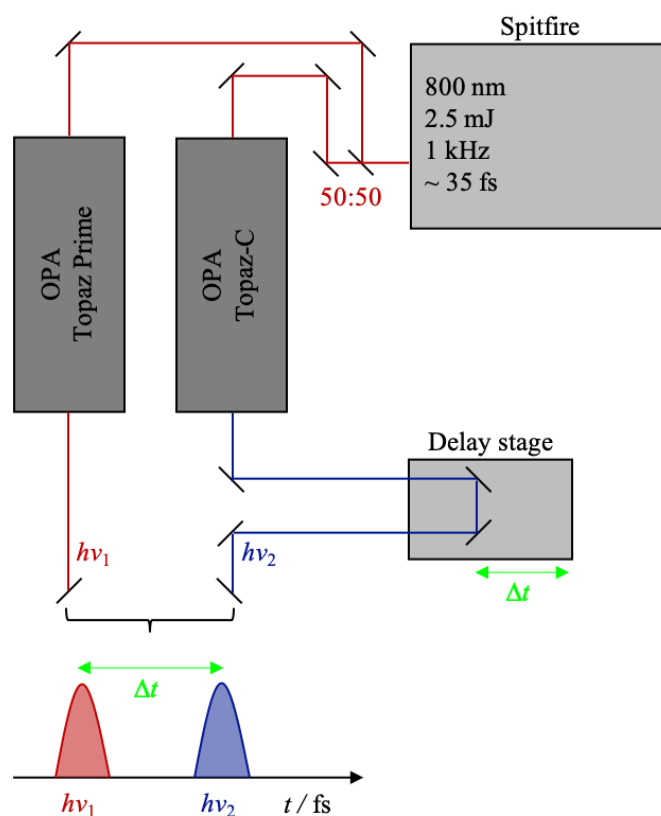 Spitfire
800 nm
2.5 mJ
1 kHz
~ 35 fs
50:50
OPA
Topaz Prime
OPA
Topaz-C
Delay stage
hν₁
hν₂
Δt
Δt
hν₁
hν₂
t / fs